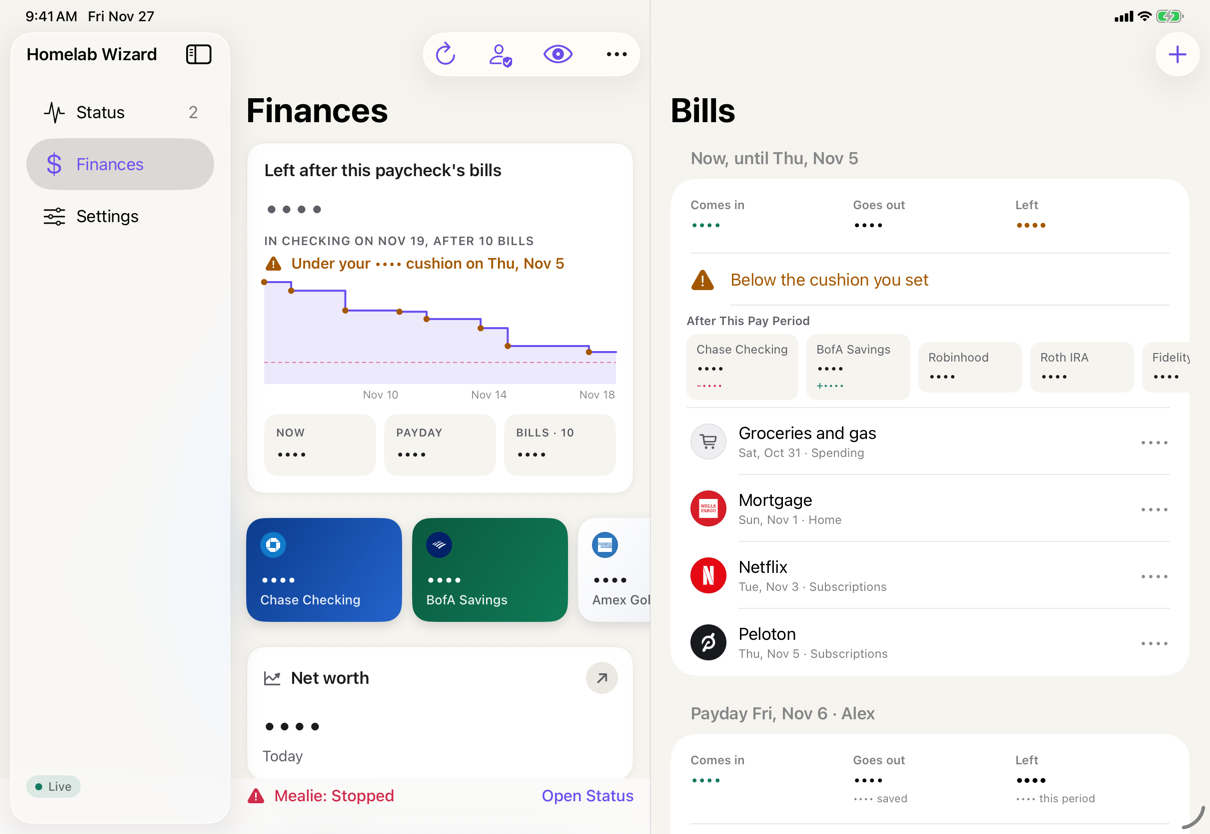 9:41 AM Fri Nov 27
Homelab Wizard
Status 2
Finances
Settings
Live
Finances
Left after this paycheck's bills
••••
IN CHECKING ON NOV 19, AFTER 10 BILLS
Under your •••• cushion on Thu, Nov 5
Nov 10 Nov 14 Nov 18
NOW PAYDAY BILLS · 10
•••• •••• ••••
•••• •••• ••••
Chase Checking BofA Savings Amex Gol
Net worth
••••
Today
Mealie: Stopped Open Status
Bills
Now, until Thu, Nov 5
Comes in Goes out Left
•••• •••• ••••
Below the cushion you set
After This Pay Period
Chase Checking BofA Savings Robinhood Roth IRA Fidelity
•••• •••• •••• •••• ••••
-•••• +••••
Groceries and gas ••••
Sat, Oct 31 · Spending
WELLS
FARGO
Mortgage ••••
Sun, Nov 1 · Home
N
Netflix ••••
Tue, Nov 3 · Subscriptions
Peloton ••••
Thu, Nov 5 · Subscriptions
Payday Fri, Nov 6 · Alex
Comes in Goes out Left
•••• •••• ••••
•••• saved •••• this period